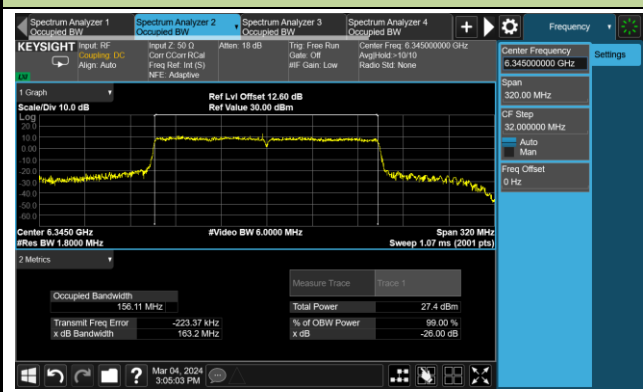 Spectrum Analyzer 1
Occupied BW
Spectrum Analyzer 2
Occupied BW
Spectrum Analyzer 3
Occupied BW
Spectrum Analyzer 4
Occupied BW
+
Frequency
KEYSIGHT
LV
Input: RF
Coupling: DC
Align: Auto
Input Z: 50 Ω
Corr CCorr RCal
Freq Ref: Int (S)
NFE: Adaptive
Atten: 18 dB
Trig: Free Run
Gate: Off
#IF Gain: Low
Center Freq: 6.345000000 GHz
Avg|Hold:>10/10
Radio Std: None
Center Frequency
6.345000000 GHz
Settings
Span
320.00 MHz
CF Step
32.000000 MHz
Auto
Man
Freq Offset
0 Hz
1 Graph
Scale/Div 10.0 dB
Ref Lvl Offset 12.60 dB
Ref Value 30.00 dBm
Log
20.0
10.0
0.00
-10.0
-20.0
-30.0
-40.0
-50.0
-60.0
Center 6.3450 GHz
#Res BW 1.8000 MHz
#Video BW 6.0000 MHz
Span 320 MHz
Sweep 1.07 ms (2001 pts)
2 Metrics
Measure Trace
Trace 1
Occupied Bandwidth
156.11 MHz
Total Power
27.4 dBm
Transmit Freq Error
-223.37 kHz
% of OBW Power
99.00 %
x dB Bandwidth
163.2 MHz
x dB
-26.00 dB
?
Mar 04, 2024
3:05:03 PM